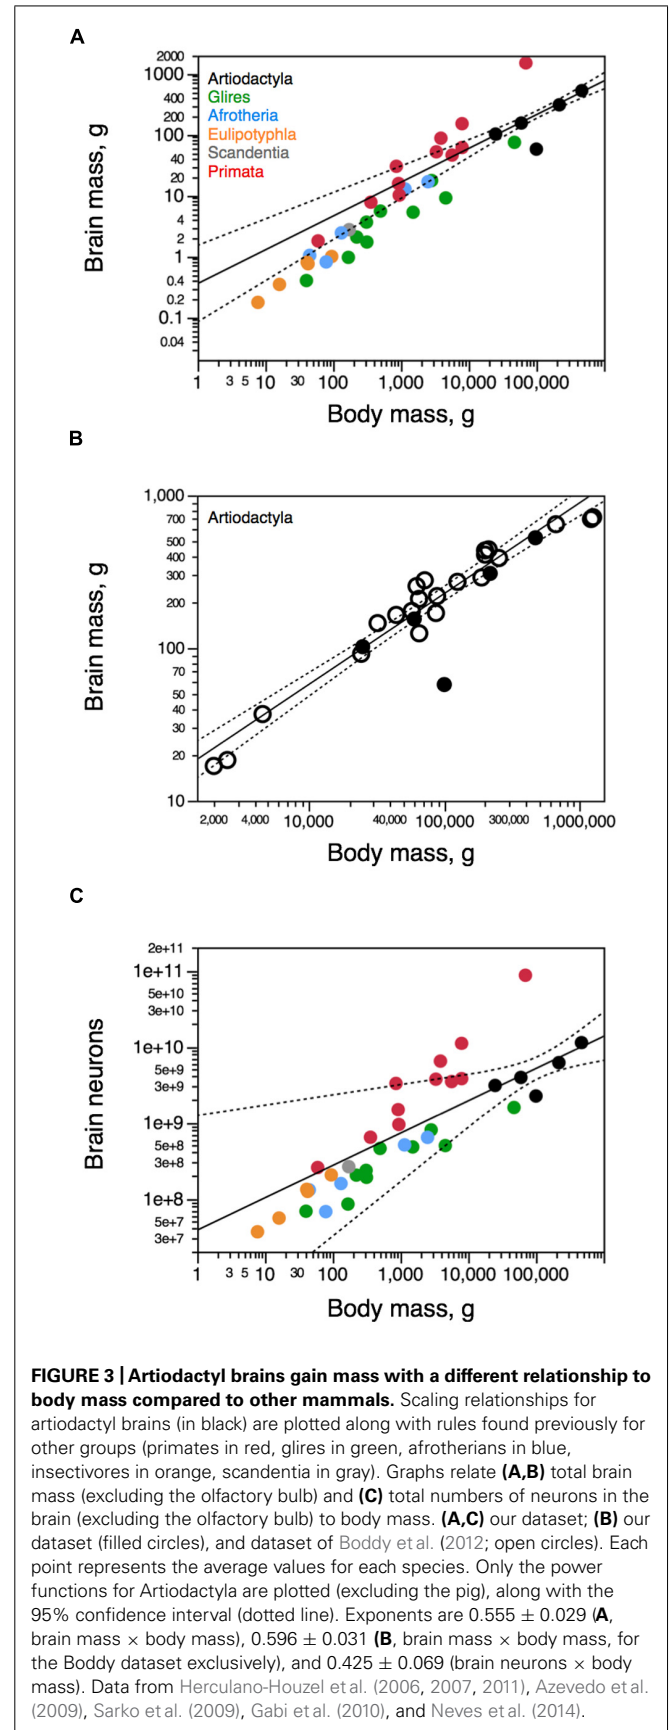 A
2000
1000
400
200
100
40
20
10
4
2
1
0.4
0.2
0.1
0.04
Brain mass, g
Artiodactyla
Glires
Afrotheria
Eulipotyphla
Scandentia
Primata
1 3 5 10 30 100 1,000 10,000 100,000
Body mass, g
B
1,000
700
500
400
300
200
100
70
50
40
30
20
10
Brain mass, g
Artiodactyla
2,000 4,000 10,000 40,000 100,000 300,000 1,000,000
Body mass, g
C
2e+11
1e+11
5e+10
3e+10
1e+10
5e+9
3e+9
1e+9
5e+8
3e+8
1e+8
5e+7
3e+7
Brain neurons
1 3 5 10 30 100 1,000 10,000 100,000
Body mass, g
FIGURE 3 | Artiodactyl brains gain mass with a different relationship to
body mass compared to other mammals. Scaling relationships for
artiodactyl brains (in black) are plotted along with rules found previously for
other groups (primates in red, glires in green, afrotherians in blue,
insectivores in orange, scandentia in gray). Graphs relate (A,B) total brain
mass (excluding the olfactory bulb) and (C) total numbers of neurons in the
brain (excluding the olfactory bulb) to body mass. (A,C) our dataset; (B) our
dataset (filled circles), and dataset of Boddy et al. (2012; open circles). Each
point represents the average values for each species. Only the power
functions for Artiodactyla are plotted (excluding the pig), along with the
95% confidence interval (dotted line). Exponents are 0.555 ± 0.029 (A,
brain mass × body mass), 0.596 ± 0.031 (B, brain mass × body mass, for
the Boddy dataset exclusively), and 0.425 ± 0.069 (brain neurons × body
mass). Data from Herculano-Houzel et al. (2006, 2007, 2011), Azevedo et al.
(2009), Sarko et al. (2009), Gabi et al. (2010), and Neves et al. (2014).